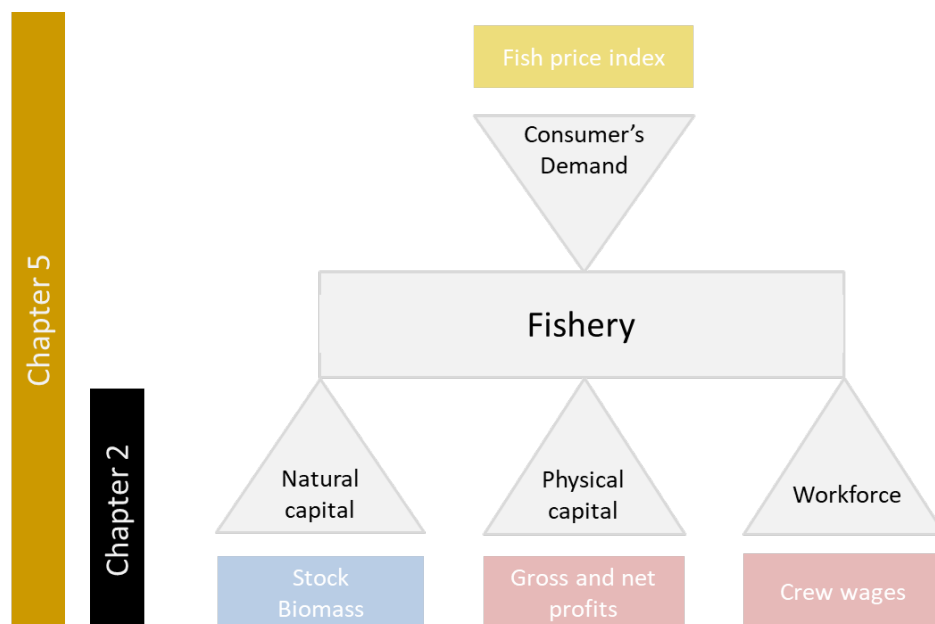 Fish price index
Consumer’s
Demand
Chapter 5
Fishery
Chapter 2
Natural
capital
Physical
capital
Workforce
Stock
Biomass
Gross and net
profits
Crew wages